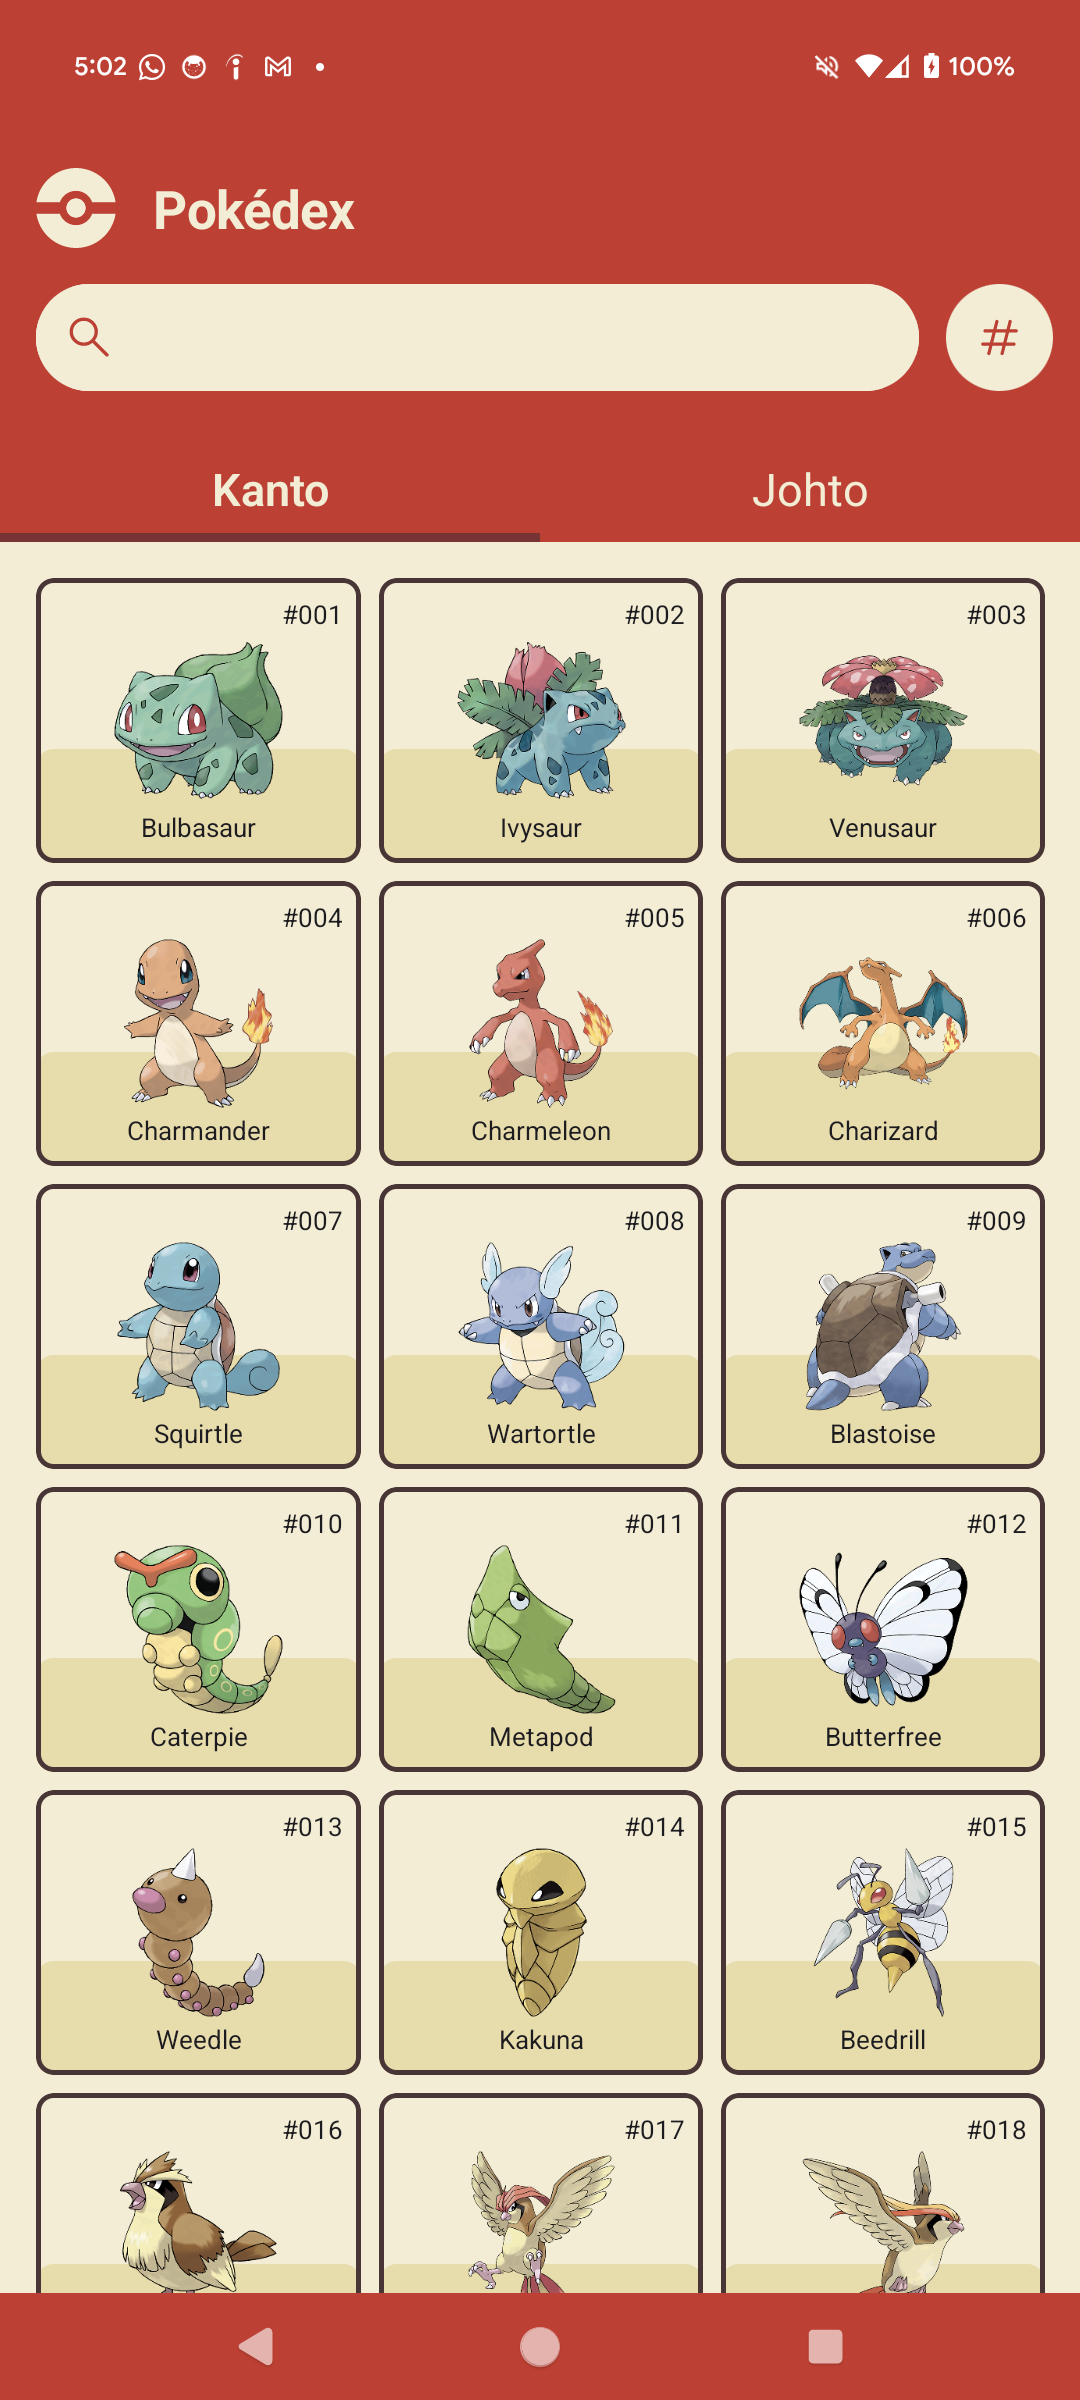 5:02 100%
Pokédex
#
Kanto Johto
#001 #002 #003
Bulbasaur Ivysaur Venusaur
#004 #005 #006
Charmander Charmeleon Charizard
#007 #008 #009
Squirtle Wartortle Blastoise
#010 #011 #012
Caterpie Metapod Butterfree
#013 #014 #015
Weedle Kakuna Beedrill
#016 #017 #018